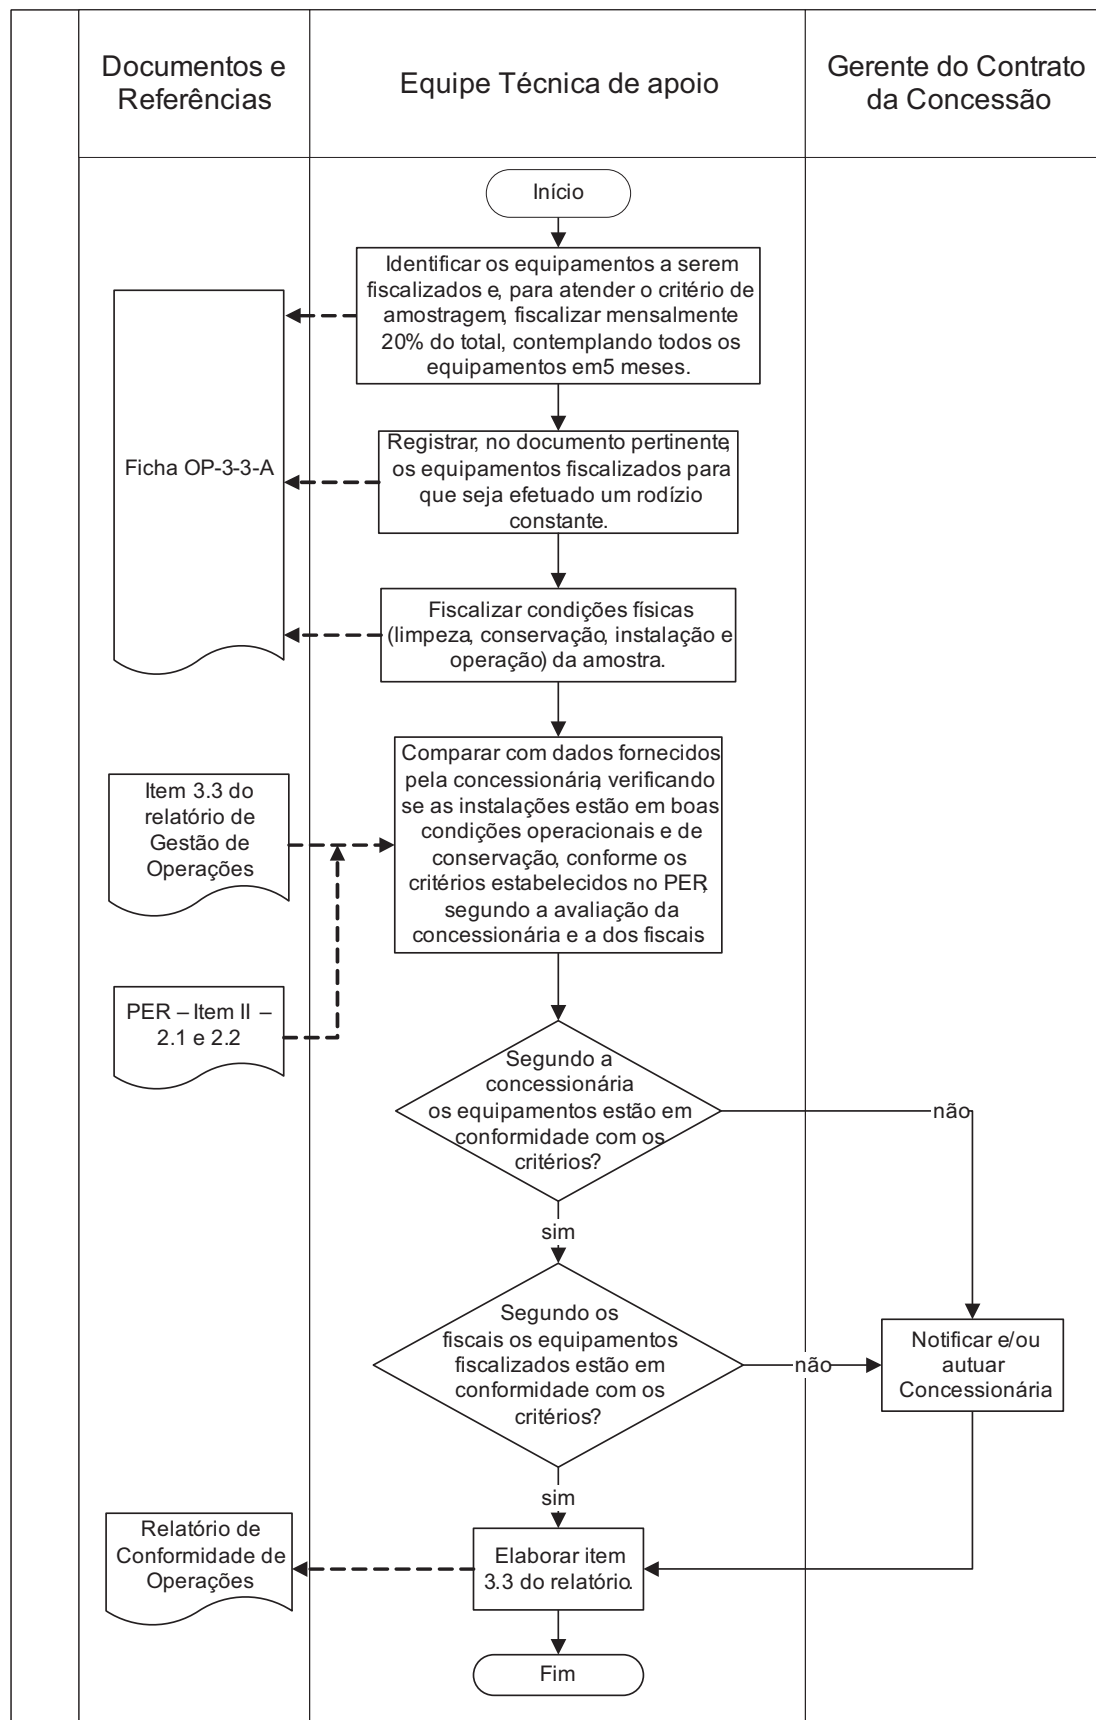 Documentos e
Referências
Equipe Técnica de apoio
Gerente do Contrato
da Concessão
Início
Identificar os equipamentos a serem
fiscalizados e, para atender o critério de
amostragem, fiscalizar mensalmente
20% do total, contemplando todos os
equipamentos em5 meses.
Ficha OP-3-3-A
Registrar, no documento pertinente,
os equipamentos fiscalizados para
que seja efetuado um rodízio
constante.
Fiscalizar condições físicas
(limpeza, conservação, instalação e
operação) da amostra.
Item 3.3 do
relatório de
Gestão de
Operações
Comparar com dados fornecidos
pela concessionária, verificando
se as instalações estão em boas
condições operacionais e de
conservação, conforme os
critérios estabelecidos no PER,
segundo a avaliação da
concessionária e a dos fiscais
PER – Item II –
2.1 e 2.2
Segundo a
concessionária
os equipamentos estão em
conformidade com os
critérios?
não
sim
Segundo os
fiscais os equipamentos
fiscalizados estão em
conformidade com os
critérios?
não
Notificar e/ou
autuar
Concessionária
sim
Relatório de
Conformidade de
Operações
Elaborar item
3.3 do relatório.
Fim